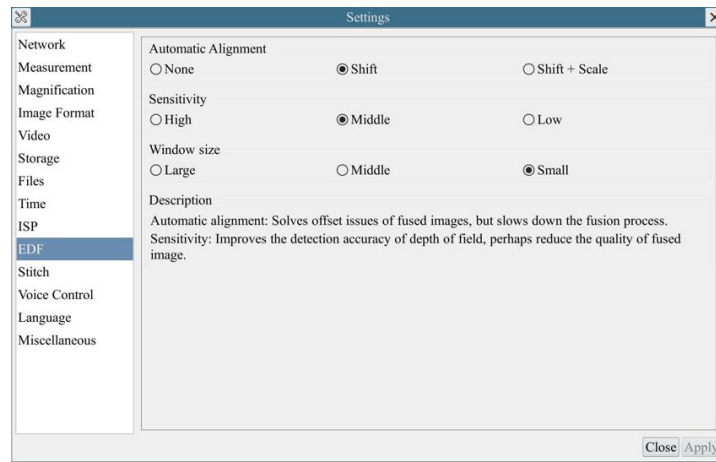 Settings
Network
Measurement
Magnification
Image Format
Video
Storage
Files
Time
ISP
EDF
Stitch
Voice Control
Language
Miscellaneous
Automatic Alignment
None Shift Shift + Scale
Sensitivity
High Middle Low
Window size
Large Middle Small
Description
Automatic alignment: Solves offset issues of fused images, but slows down the fusion process.
Sensitivity: Improves the detection accuracy of depth of field, perhaps reduce the quality of fused
image.
Close Apply